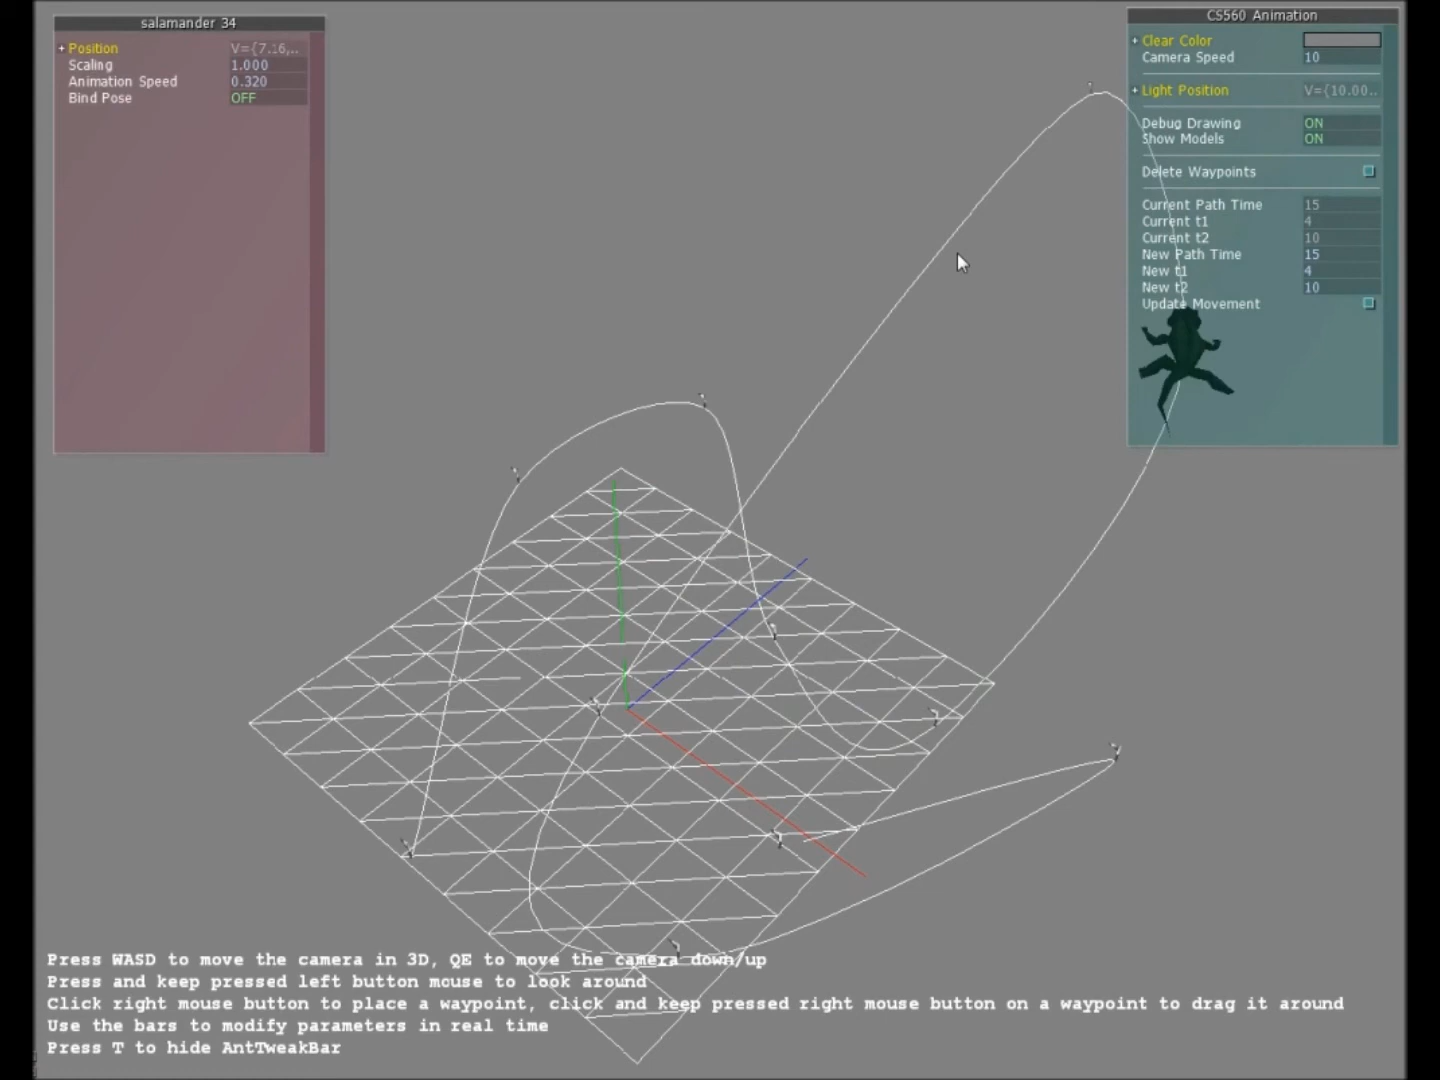 salamander 34
+ Position V={7.16,..
Scaling 1.000
Animation Speed 0.320
Bind Pose OFF
CS560 Animation
+ Clear Color
Camera Speed 10
+ Light Position V={10.00..
Debug Drawing ON
Show Models ON
Delete Waypoints
Current Path Time 15
Current t1 4
Current t2 10
New Path Time 15
New t1 4
New t2 10
Update Movement
Press WASD to move the camera in 3D, QE to move the camera down/up
Press and keep pressed left button mouse to look around
Click right mouse button to place a waypoint, click and keep pressed right mouse button on a waypoint to drag it around
Use the bars to modify parameters in real time
Press T to hide AntTweakBar